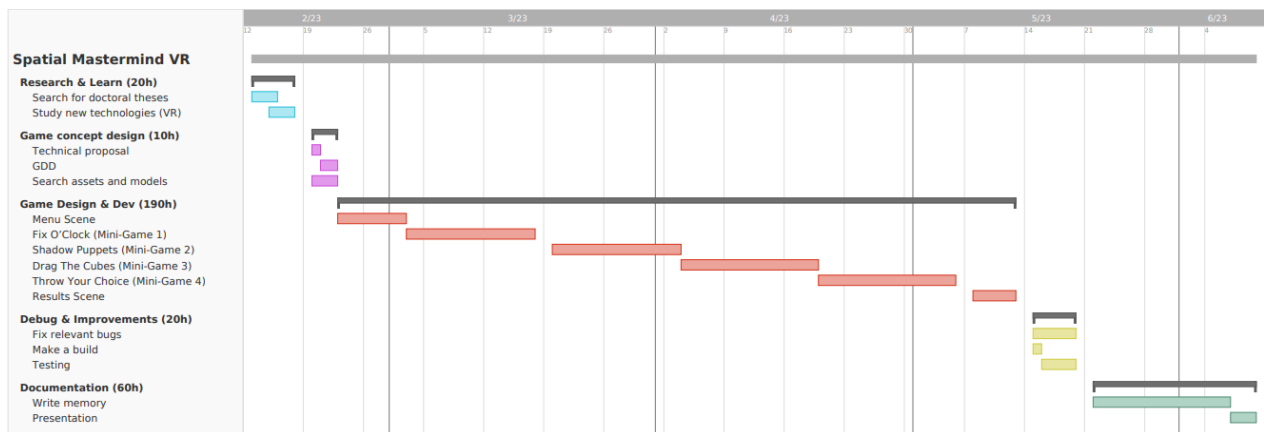 2/23 3/23 4/23 5/23 6/23
12 19 26 5 12 19 26 2 9 16 23 30 7 14 21 28 4
Spatial Mastermind VR
Research & Learn (20h)
Search for doctoral theses
Study new technologies (VR)
Game concept design (10h)
Technical proposal
GDD
Search assets and models
Game Design & Dev (190h)
Menu Scene
Fix O’Clock (Mini-Game 1)
Shadow Puppets (Mini-Game 2)
Drag The Cubes (Mini-Game 3)
Throw Your Choice (Mini-Game 4)
Results Scene
Debug & Improvements (20h)
Fix relevant bugs
Make a build
Testing
Documentation (60h)
Write memory
Presentation